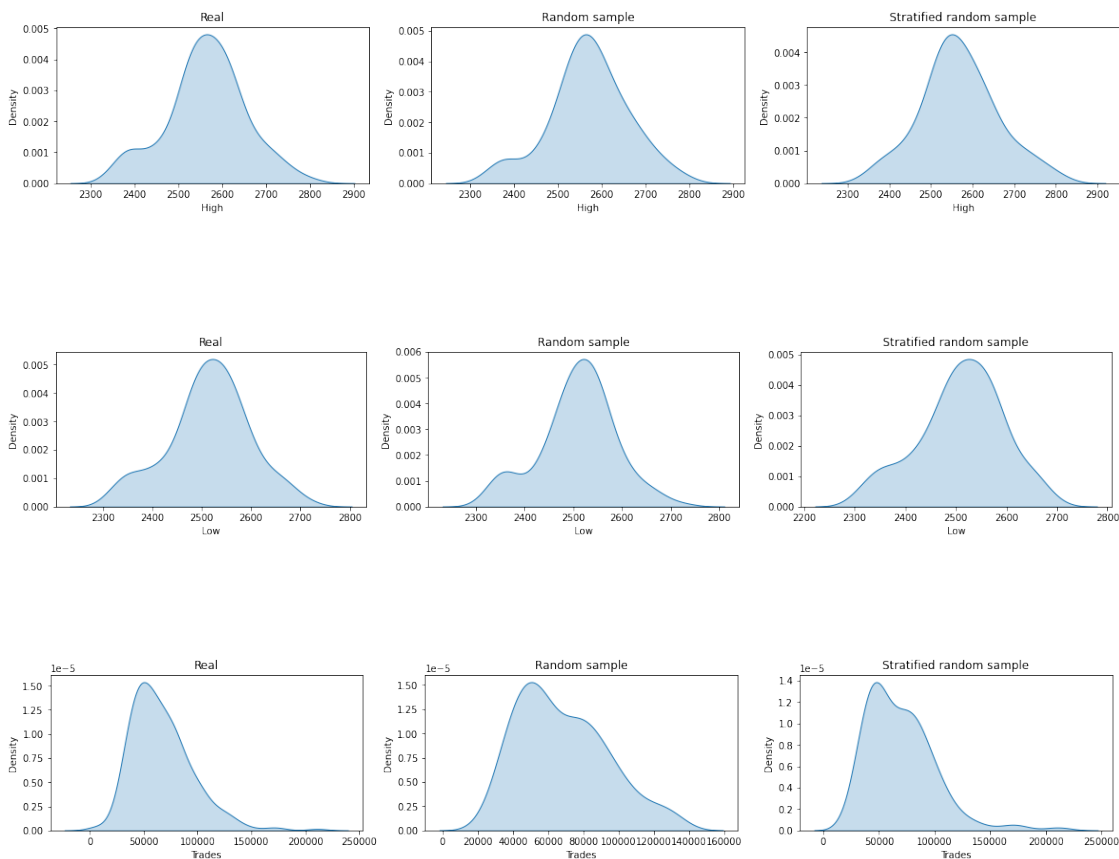 Real
Random sample
Stratified random sample
0.005
0.004
0.003
0.002
0.001
0.000
Density
2300 2400 2500 2600 2700 2800 2900
High
0.005
0.004
0.003
0.002
0.001
0.000
Density
2300 2400 2500 2600 2700 2800 2900
High
0.004
0.003
0.002
0.001
0.000
Density
2300 2400 2500 2600 2700 2800 2900
High
Real
Random sample
Stratified random sample
0.005
0.004
0.003
0.002
0.001
0.000
Density
2300 2400 2500 2600 2700 2800
Low
0.006
0.005
0.004
0.003
0.002
0.001
0.000
Density
2300 2400 2500 2600 2700 2800
Low
0.005
0.004
0.003
0.002
0.001
0.000
Density
2200 2300 2400 2500 2600 2700 2800
Low
Real
Random sample
Stratified random sample
1e−5
1.50
1.25
1.00
0.75
0.50
0.25
0.00
Density
0 50000 100000 150000 200000 250000
Trades
1e−5
1.50
1.25
1.00
0.75
0.50
0.25
0.00
Density
0 20000 40000 60000 80000 100000 120000 140000 160000
Trades
1e−5
1.4
1.2
1.0
0.8
0.6
0.4
0.2
0.0
Density
0 50000 100000 150000 200000 250000
Trades